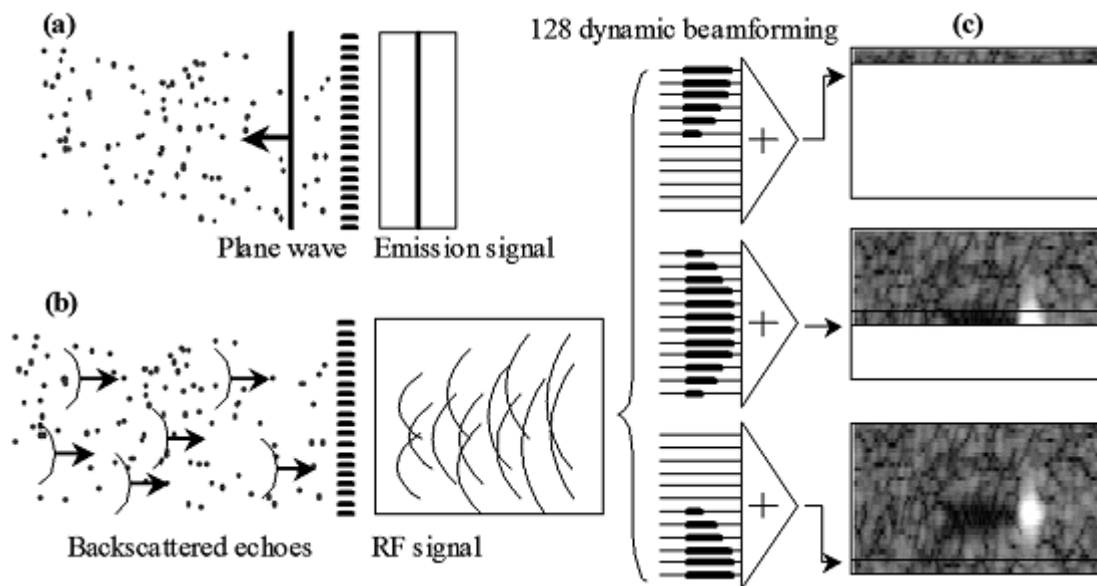 (a)
Plane wave
Emission signal
(b)
Backscattered echoes
RF signal
128 dynamic beamforming
+
+
+
(c)